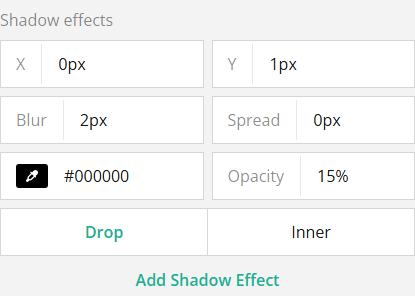 Shadow effects
X 0px Y 1px
Blur 2px Spread 0px
#000000 Opacity 15%
Drop Inner
Add Shadow Effect